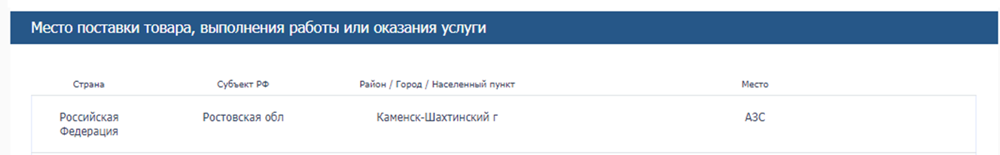 Место поставки товара, выполнения работы или оказания услуги
Страна Субъект РФ Район / Город / Населенный пункт Место
Российская Ростовская обл Каменск-Шахтинский г АЗС
Федерация